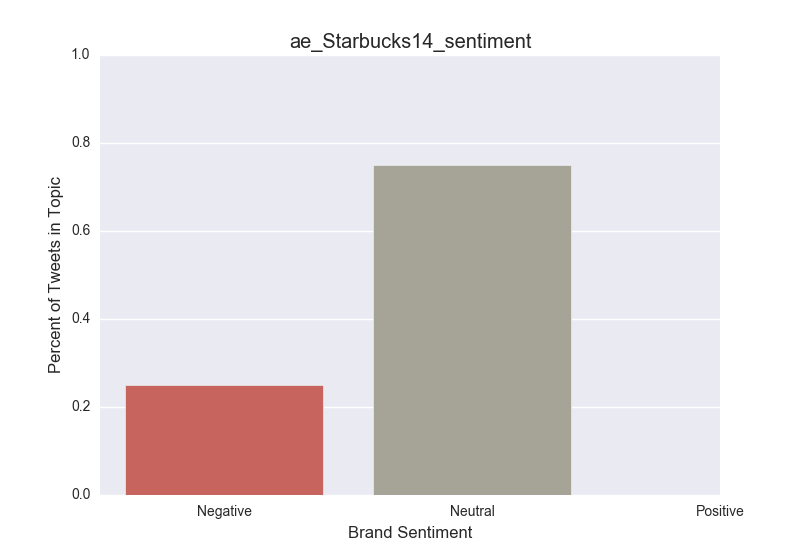 ae_Starbucks14_sentiment
1.0
0.8
0.6
0.4
0.2
0.0
Percent of Tweets in Topic
Negative
Neutral
Positive
Brand Sentiment